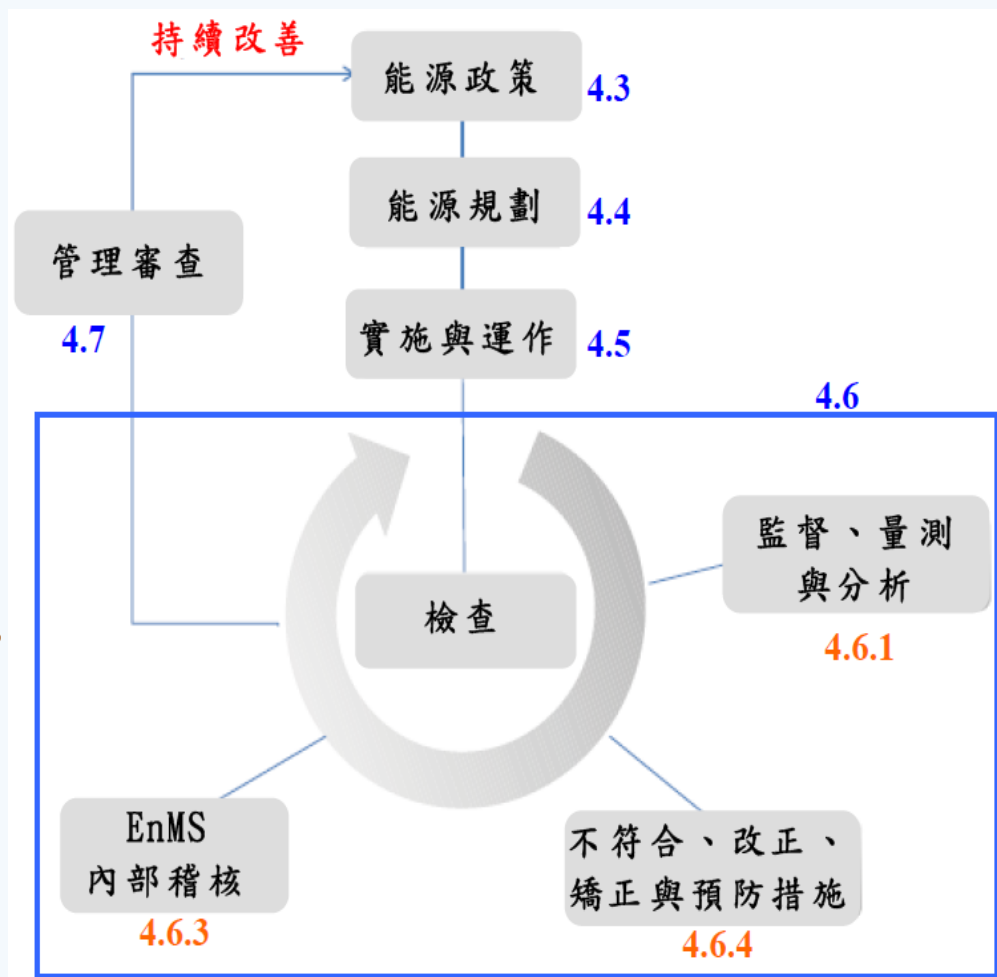 持續改善
能源政策
4.3
能源規劃
4.4
管理審查
4.7
實施與運作
4.5
4.6
監督、量測
與分析
4.6.1
檢查
EnMS
內部稽核
4.6.3
不符合、改正、
矯正與預防措施
4.6.4